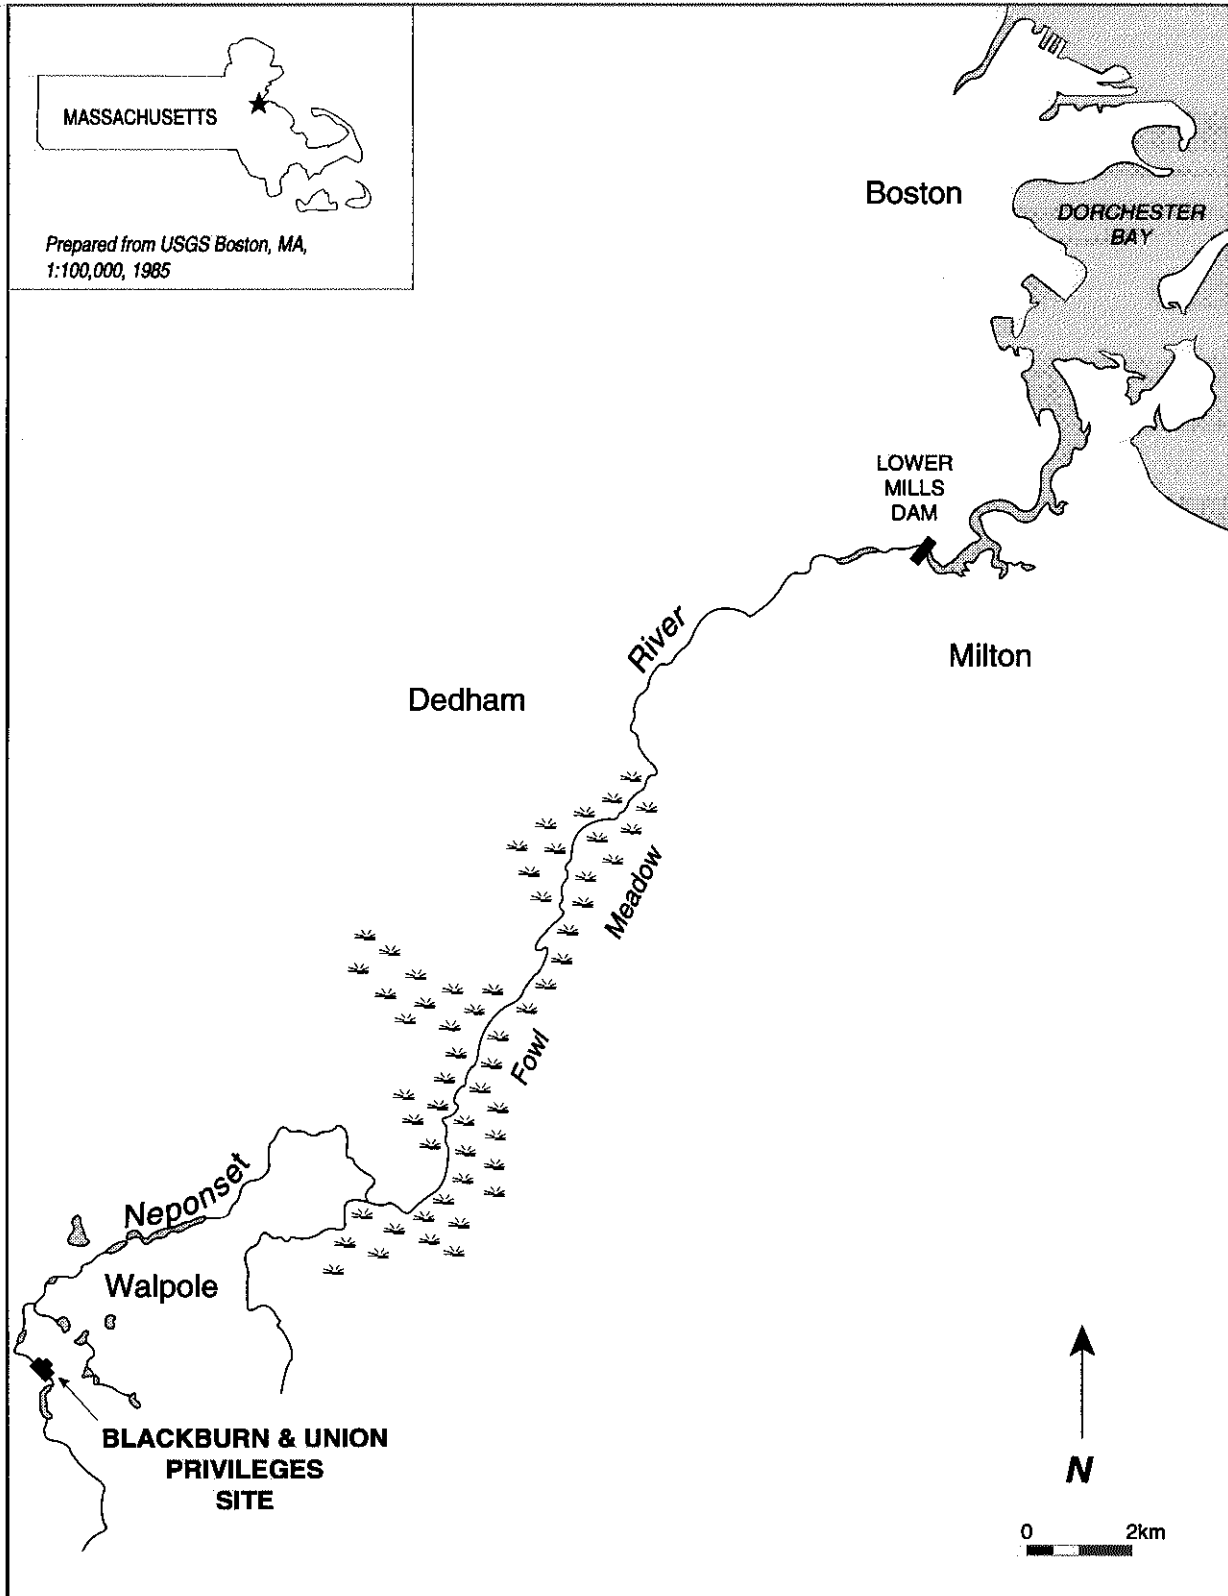 MASSACHUSETTS
Prepared from USGS Boston, MA,
1:100,000, 1985
Boston
DORCHESTER
BAY
LOWER
MILLS
DAM
River
Milton
Dedham
Meadow
Fowl
Neponset
Walpole
BLACKBURN & UNION
PRIVILEGES
SITE
N
0 2km